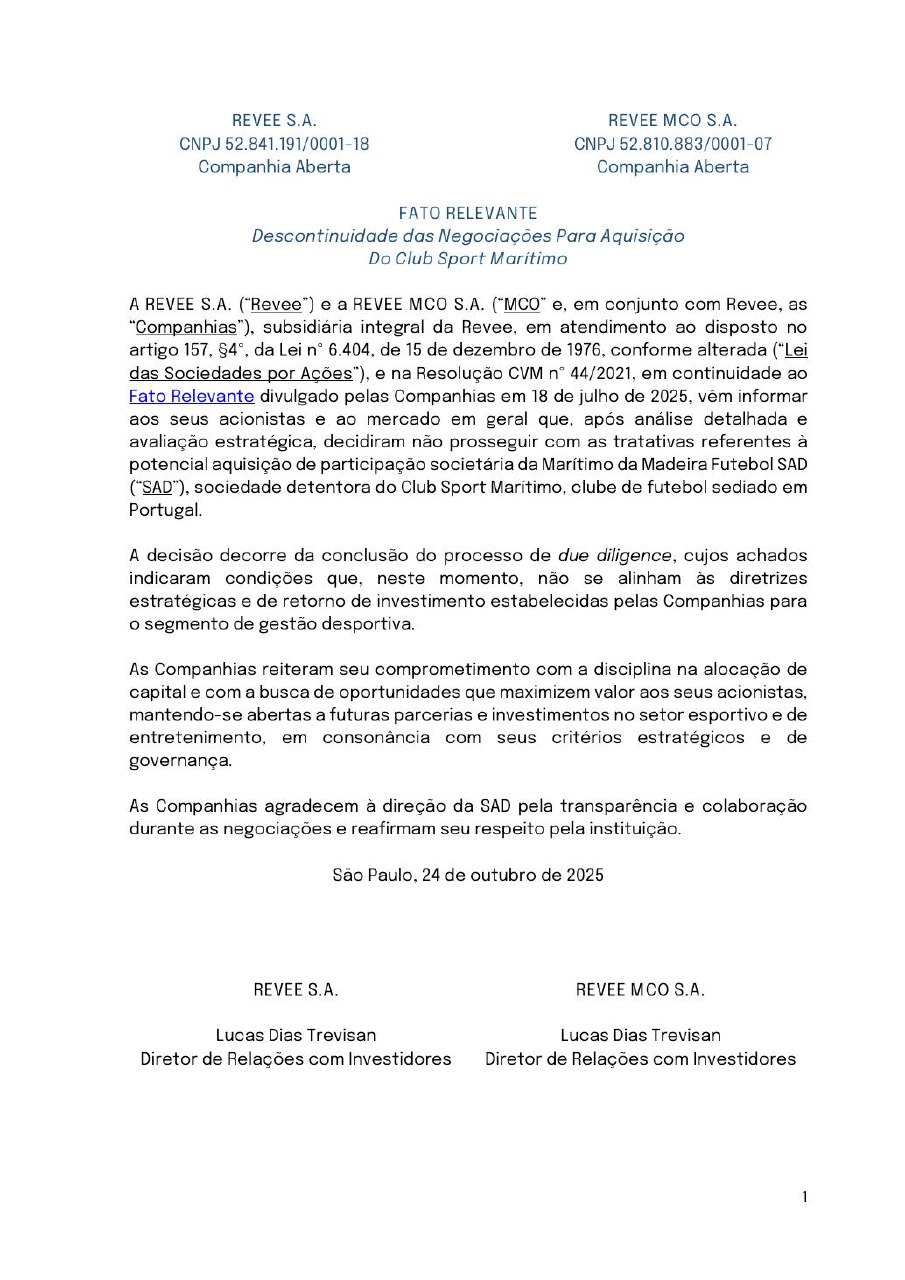 REVEE S.A.
CNPJ 52.841.191/0001-18
Companhia Aberta
REVEE MCO S.A.
CNPJ 52.810.883/0001-07
Companhia Aberta
FATO RELEVANTE
Descontinuidade das Negociações Para Aquisição
Do Club Sport Marítimo
A REVEE S.A. (“Revee”) e a REVEE MCO S.A. (“MCO” e, em conjunto com Revee, as
“Companhias”), subsidiária integral da Revee, em atendimento ao disposto no
artigo 157, §4°, da Lei n° 6.404, de 15 de dezembro de 1976, conforme alterada (“Lei
das Sociedades por Ações”), e na Resolução CVM n° 44/2021, em continuidade ao
Fato Relevante divulgado pelas Companhias em 18 de julho de 2025, vêm informar
aos seus acionistas e ao mercado em geral que, após análise detalhada e
avaliação estratégica, decidiram não prosseguir com as tratativas referentes à
potencial aquisição de participação societária da Marítimo da Madeira Futebol SAD
(“SAD”), sociedade detentora do Club Sport Marítimo, clube de futebol sediado em
Portugal.
A decisão decorre da conclusão do processo de due diligence, cujos achados
indicaram condições que, neste momento, não se alinham às diretrizes
estratégicas e de retorno de investimento estabelecidas pelas Companhias para
o segmento de gestão desportiva.
As Companhias reiteram seu comprometimento com a disciplina na alocação de
capital e com a busca de oportunidades que maximizem valor aos seus acionistas,
mantendo-se abertas a futuras parcerias e investimentos no setor esportivo e de
entretenimento, em consonância com seus critérios estratégicos e de
governança.
As Companhias agradecem à direção da SAD pela transparência e colaboração
durante as negociações e reafirmam seu respeito pela instituição.
São Paulo, 24 de outubro de 2025
REVEE S.A.
Lucas Dias Trevisan
Diretor de Relações com Investidores
REVEE MCO S.A.
Lucas Dias Trevisan
Diretor de Relações com Investidores
1